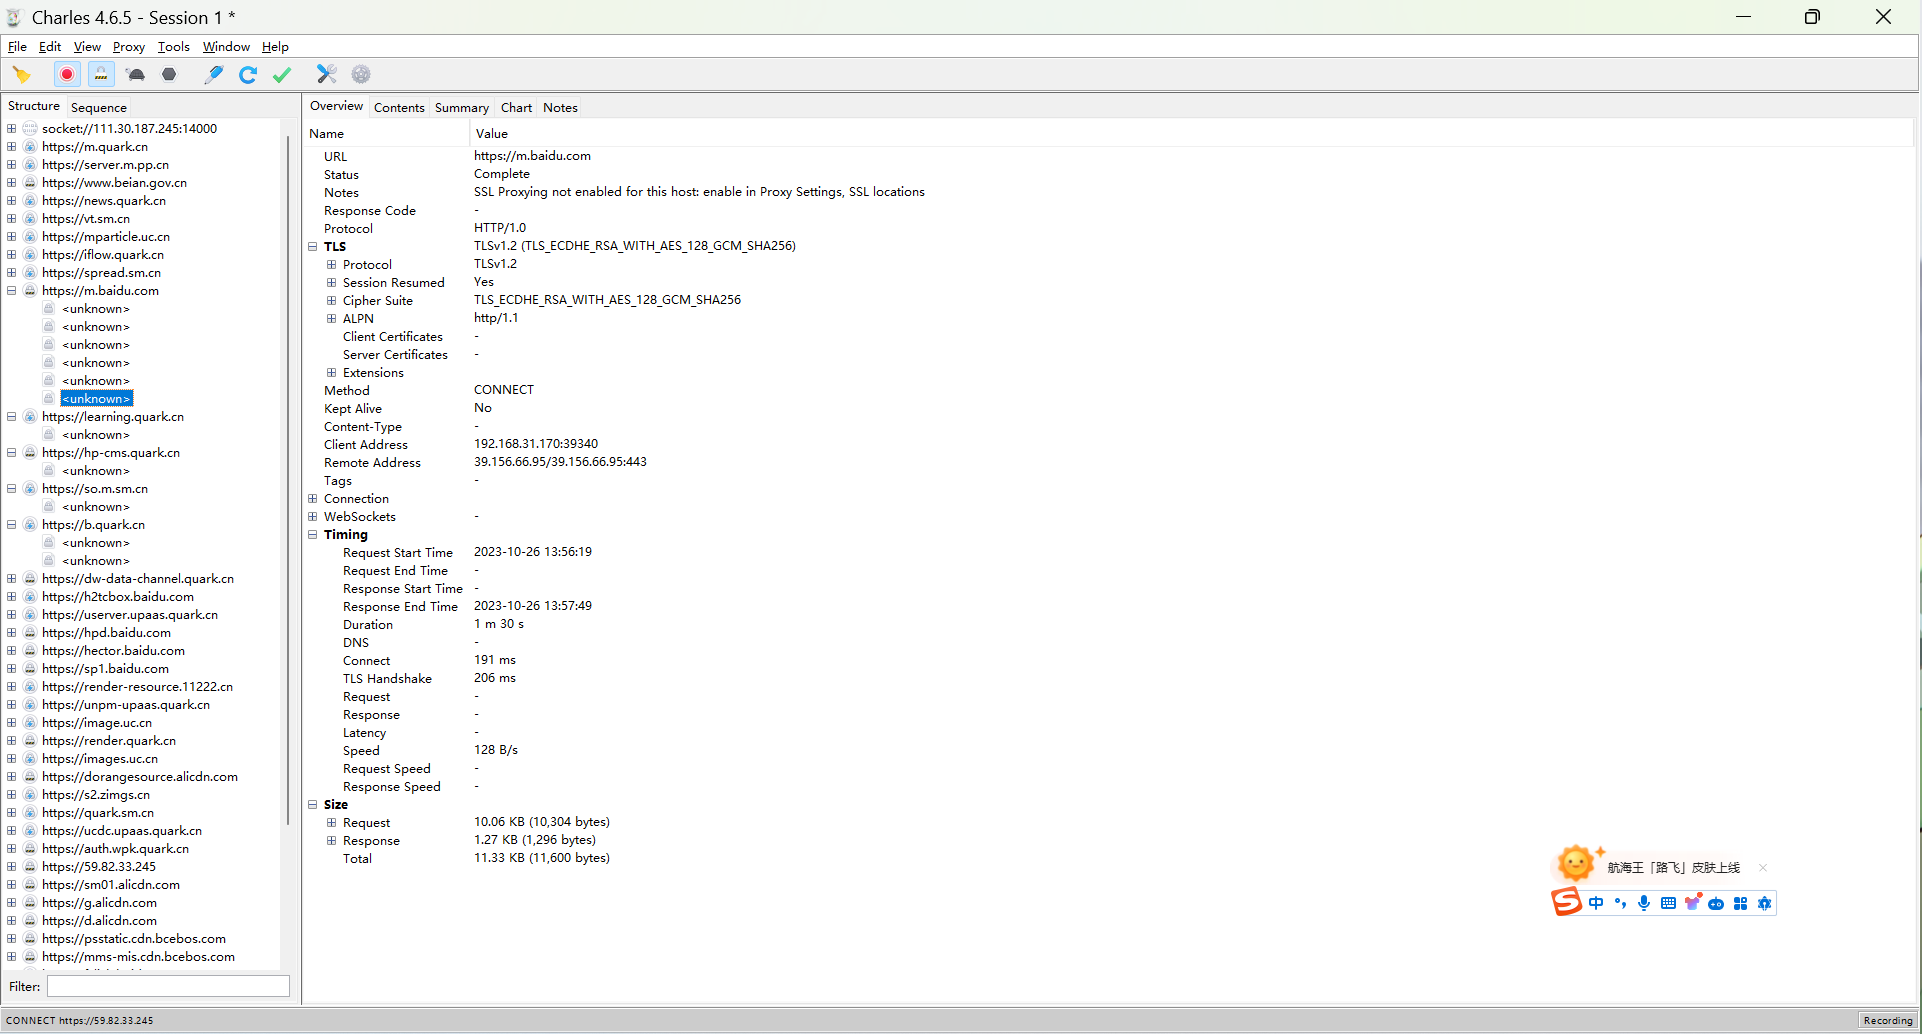 Charles 4.6.5 - Session 1 *
File Edit View Proxy Tools Window Help
Structure Sequence
socket://111.30.187.245:14000
https://m.quark.cn
https://server.m.pp.cn
https://www.beian.gov.cn
https://news.quark.cn
https://vt.sm.cn
https://mparticle.uc.cn
https://iflow.quark.cn
https://spread.sm.cn
https://m.baidu.com
<unknown>
<unknown>
<unknown>
<unknown>
<unknown>
<unknown>
https://learning.quark.cn
<unknown>
https://hp-cms.quark.cn
<unknown>
https://so.m.sm.cn
<unknown>
https://b.quark.cn
<unknown>
<unknown>
https://dw-data-channel.quark.cn
https://h2tcbox.baidu.com
https://userver.upaas.quark.cn
https://hpd.baidu.com
https://hector.baidu.com
https://sp1.baidu.com
https://render-resource.11222.cn
https://unpm-upaas.quark.cn
https://image.uc.cn
https://render.quark.cn
https://images.uc.cn
https://dorangesource.alicdn.com
https://s2.zimgs.cn
https://quark.sm.cn
https://ucdc.upaas.quark.cn
https://auth.wpk.quark.cn
https://59.82.33.245
https://sm01.alicdn.com
https://g.alicdn.com
https://d.alicdn.com
https://psstatic.cdn.bcebos.com
https://mms-mis.cdn.bcebos.com
Filter:
Overview Contents Summary Chart Notes
Name Value
URL https://m.baidu.com
Status Complete
Notes SSL Proxying not enabled for this host: enable in Proxy Settings, SSL locations
Response Code -
Protocol HTTP/1.0
TLS TLSv1.2 (TLS_ECDHE_RSA_WITH_AES_128_GCM_SHA256)
Protocol TLSv1.2
Session Resumed Yes
Cipher Suite TLS_ECDHE_RSA_WITH_AES_128_GCM_SHA256
ALPN http/1.1
Client Certificates -
Server Certificates -
Extensions
Method CONNECT
Kept Alive No
Content-Type -
Client Address 192.168.31.170:39340
Remote Address 39.156.66.95/39.156.66.95:443
Tags -
Connection
WebSockets -
Timing
Request Start Time 2023-10-26 13:56:19
Request End Time -
Response Start Time -
Response End Time 2023-10-26 13:57:49
Duration 1 m 30 s
DNS -
Connect 191 ms
TLS Handshake 206 ms
Request -
Response -
Latency -
Speed 128 B/s
Request Speed -
Response Speed -
Size
Request 10.06 KB (10,304 bytes)
Response 1.27 KB (1,296 bytes)
Total 11.33 KB (11,600 bytes)
航海王「路飞」皮肤上线
中
CONNECT https://59.82.33.245
Recording